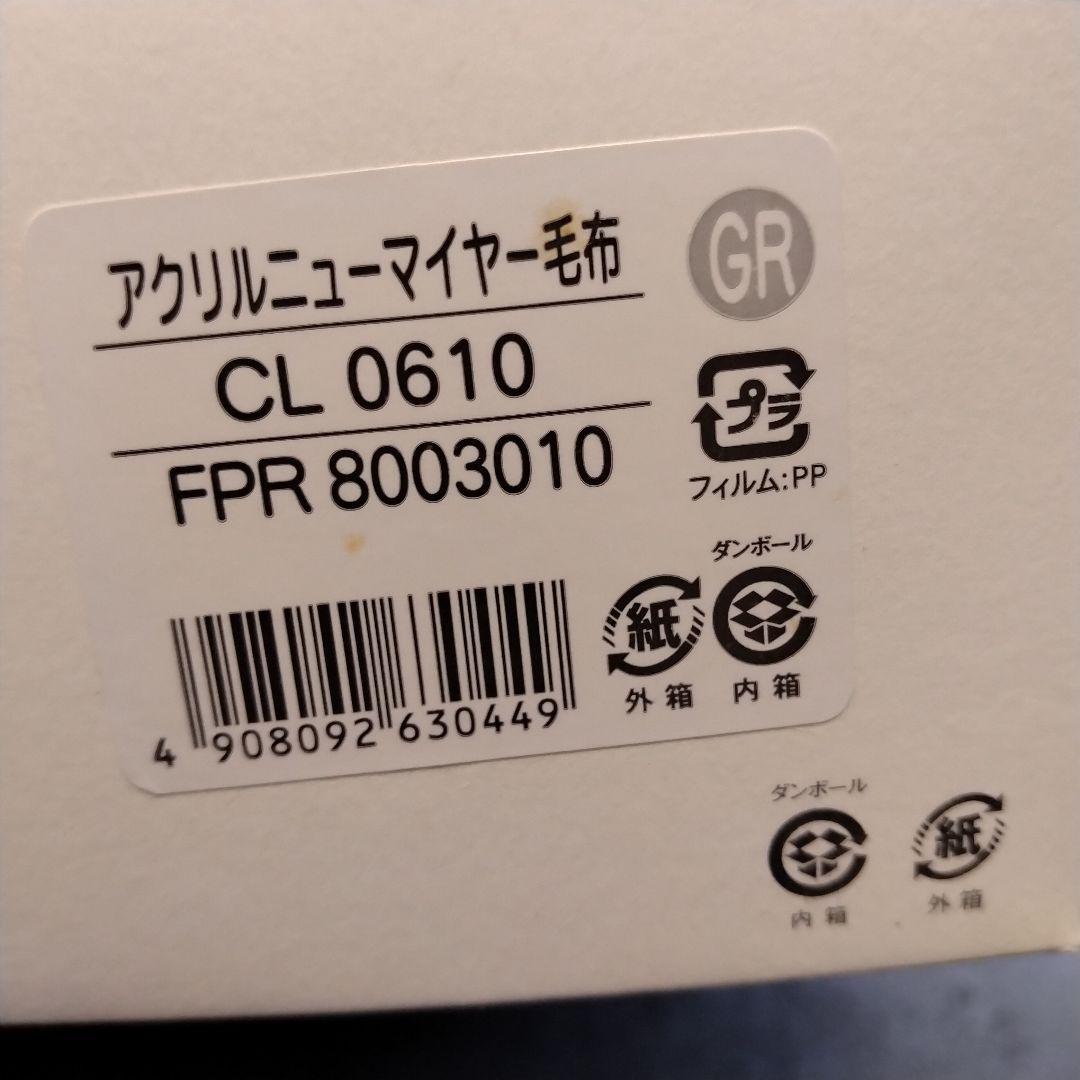 アクリルニューマイヤー毛布
GR
CL 0610
FPR 8003010
プラ
フィルム:PP
ダンボール
紙
外箱
内箱
4 908092 630449
ダンボール
紙
内箱
外箱